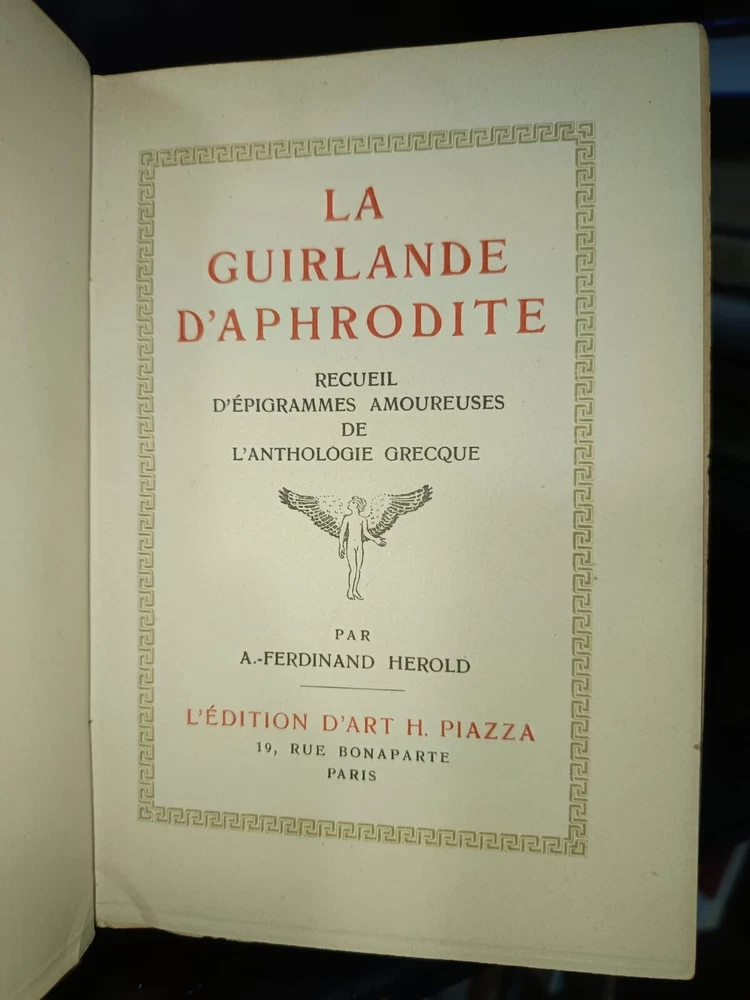 LA
GUIRLANDE
D'APHRODITE
RECUEIL
D'ÉPIGRAMMES AMOUREUSES
DE
L'ANTHOLOGIE GRECQUE
PAR
A.-FERDINAND HEROLD
L'ÉDITION D'ART H. PIAZZA
19, RUE BONAPARTE
PARIS